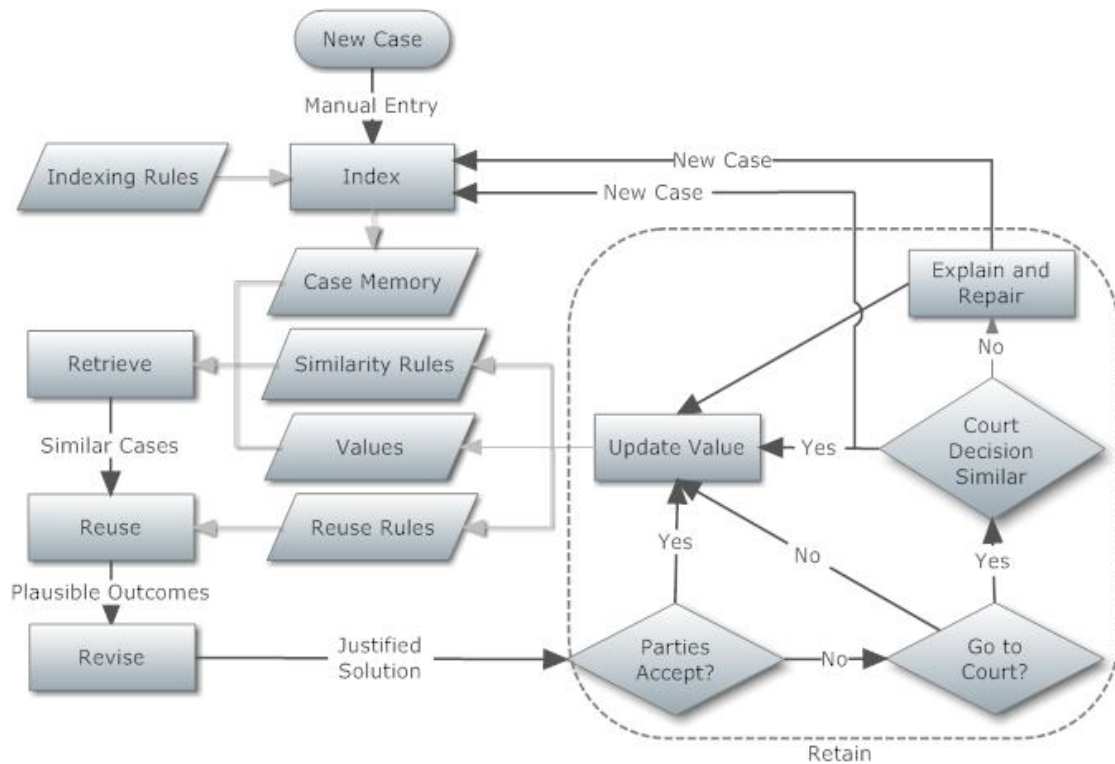 New Case
Manual Entry
Indexing Rules
Index
New Case
New Case
Case Memory
Explain and
Repair
Retrieve
Similarity Rules
No
Similar Cases
Values
Update Value
Yes
Court
Decision
Similar
Reuse
Reuse Rules
Yes
No
Yes
Plausible Outcomes
Revise
Justified
Solution
Parties
Accept?
No
Go to
Court?
Retain